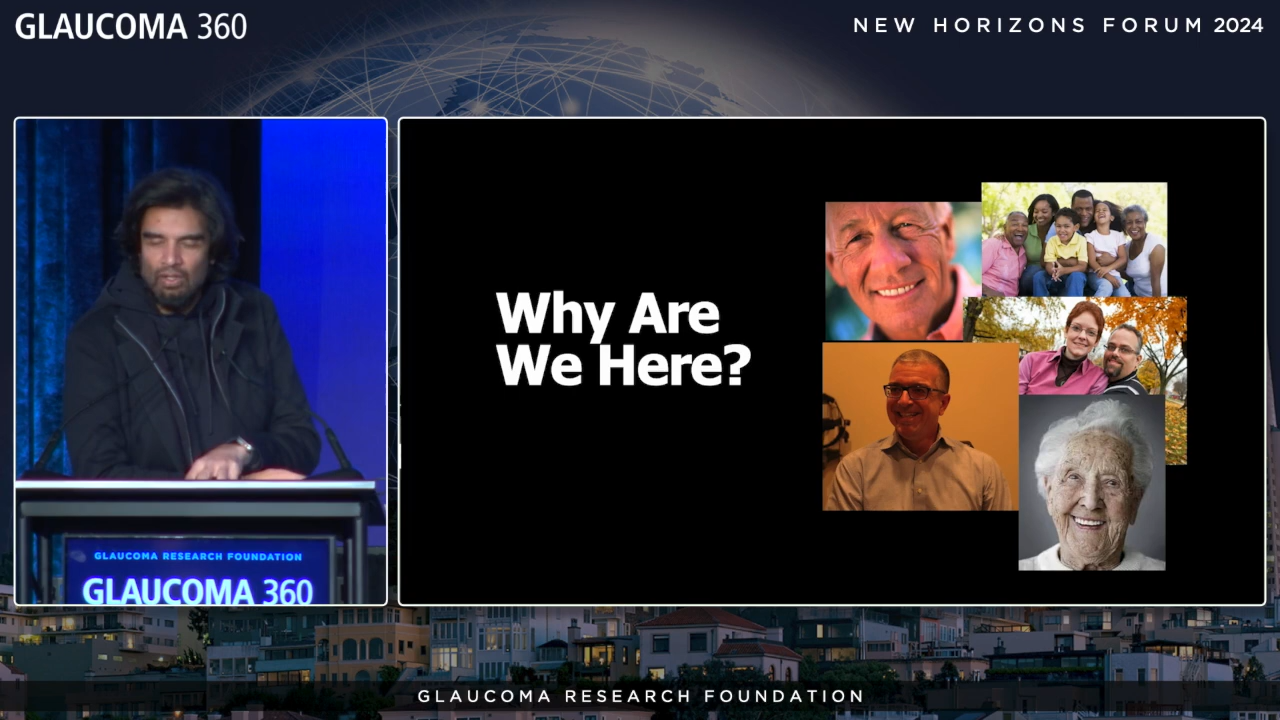 GLAUCOMA 360
NEW HORIZONS FORUM 2024
Why Are
We Here?
GLAUCOMA RESEARCH FOUNDATION
GLAUCOMA 360
GLAUCOMA RESEARCH FOUNDATION